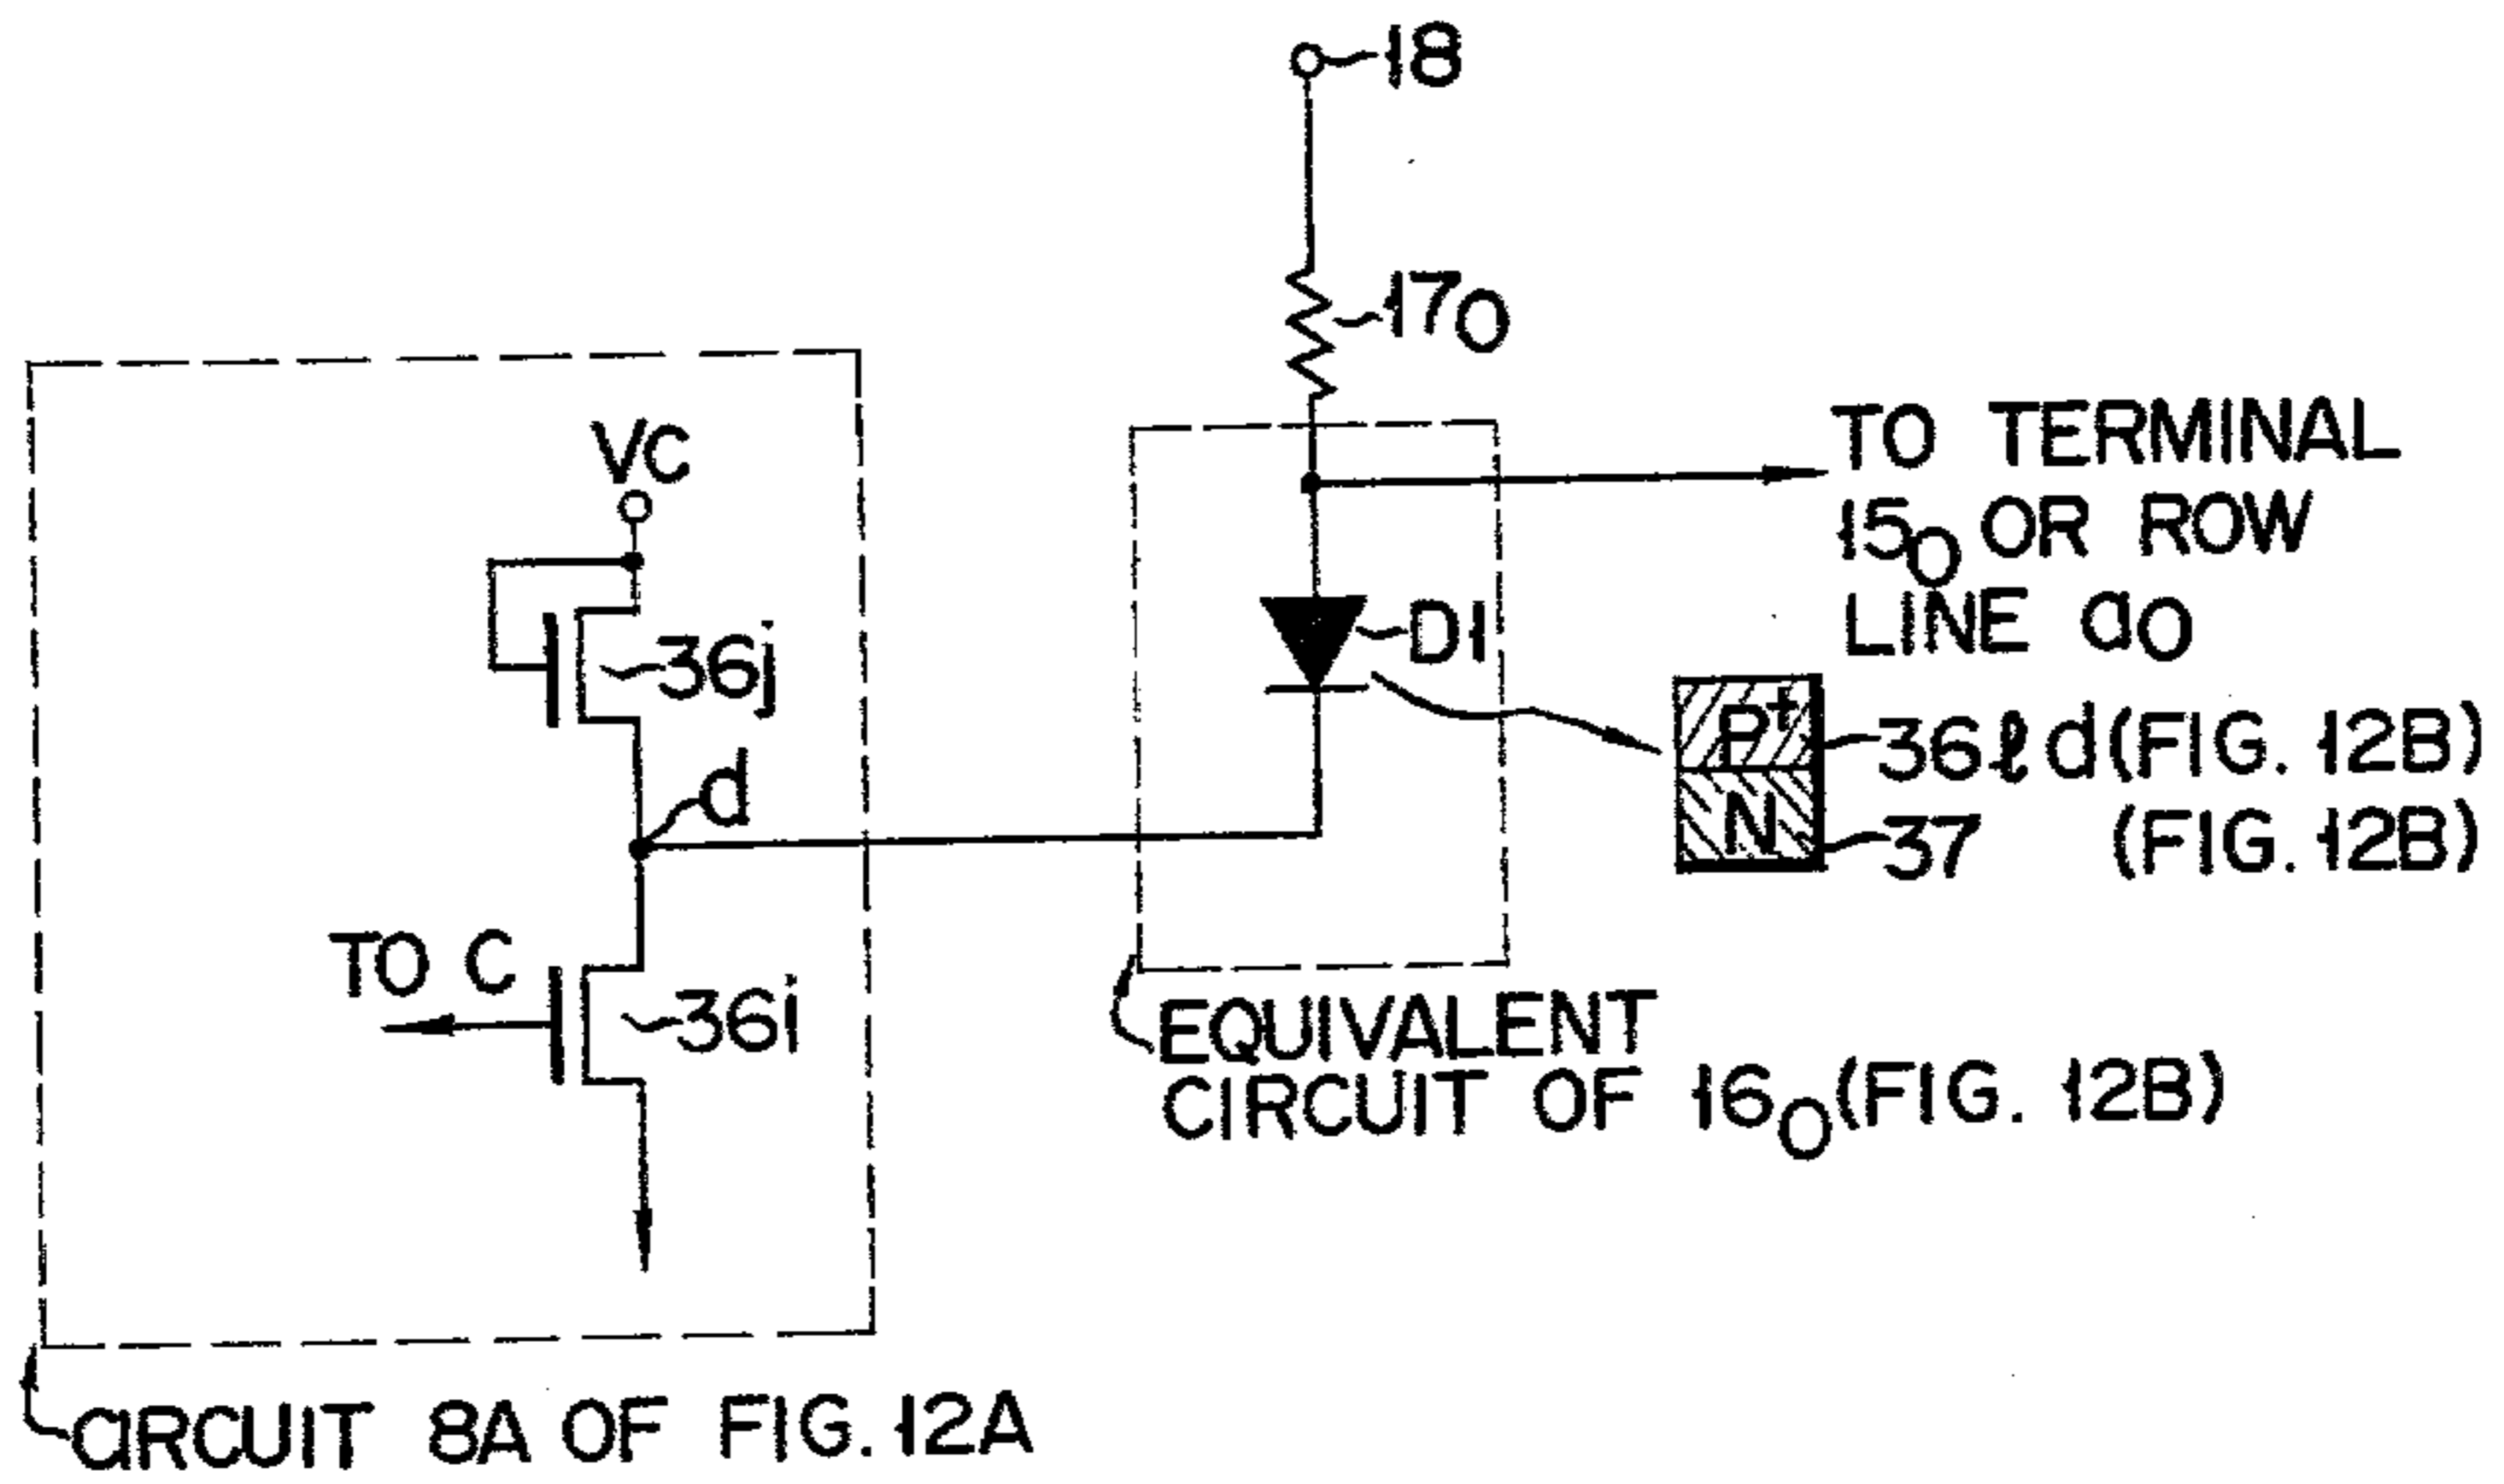 18
17₀
TO TERMINAL
15₀ OR ROW
LINE a₀
VC
36j
D1
P⁺
36ℓd (FIG. 12B)
N
37 (FIG. 12B)
d
TO C
36i
EQUIVALENT
CIRCUIT OF 16₀ (FIG. 12B)
CIRCUIT 8A OF FIG. 12A